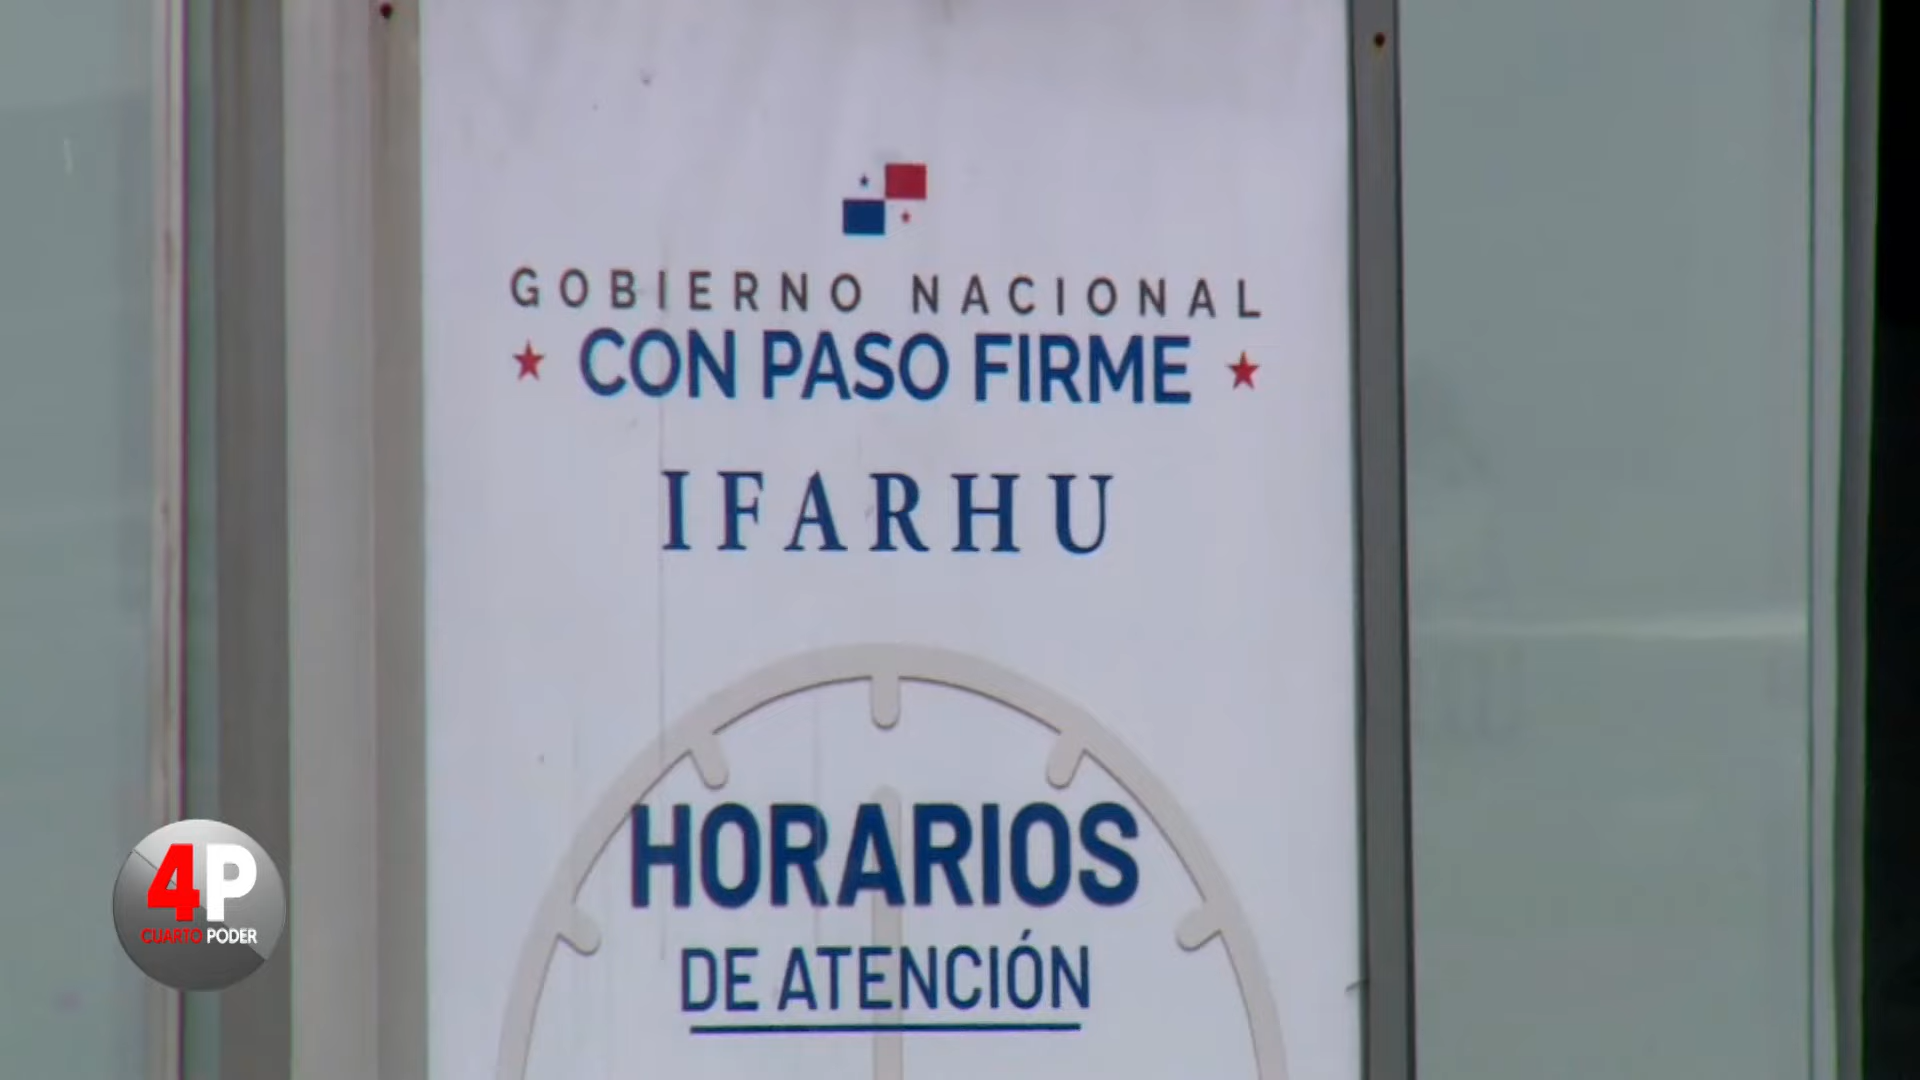 GOBIERNO NACIONAL
CON PASO FIRME
IFARHU
HORARIOS
DE ATENCIÓN
4P
CUARTO PODER